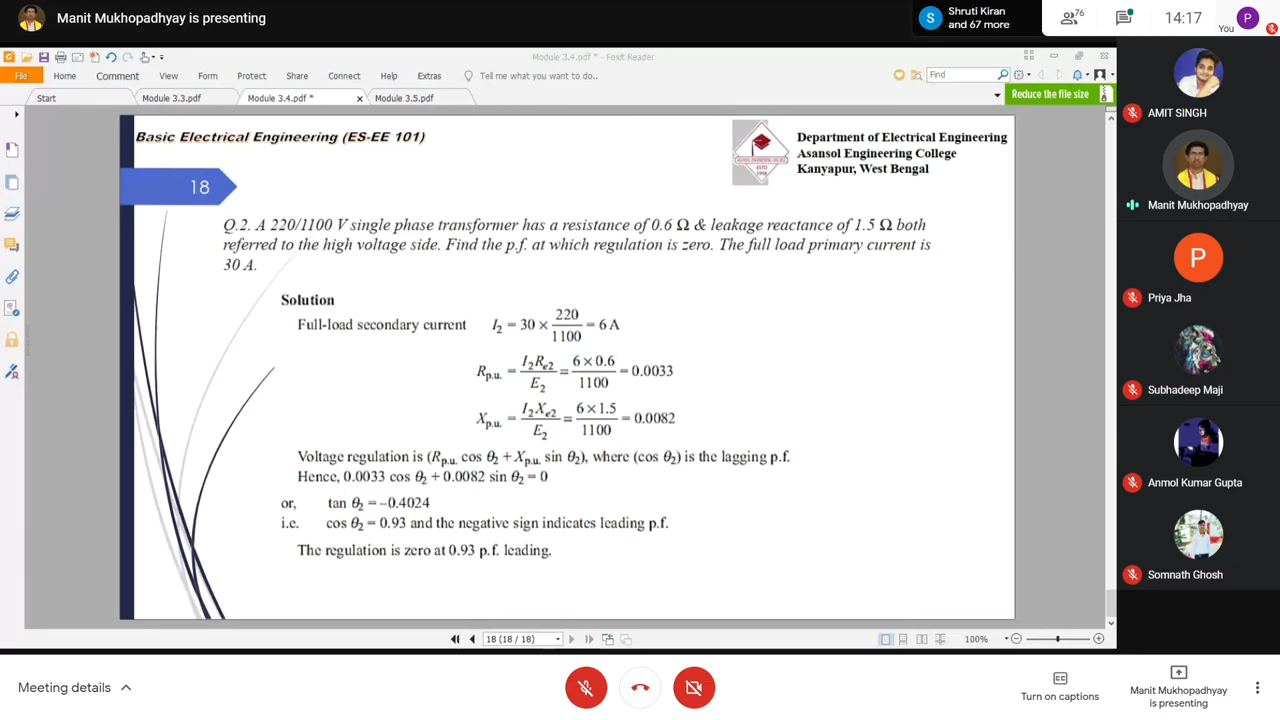 Manit Mukhopadhyay is presenting
S
Shruti Kiran
and 67 more
76
14:17
You
P
Module 3.4.pdf * - Foxit Reader
File
Home
Comment
View
Form
Protect
Share
Connect
Help
Extras
Tell me what you want to do..
Find
Start
Module 3.3.pdf
Module 3.4.pdf *
Module 3.5.pdf
Reduce the file size
Basic Electrical Engineering (ES-EE 101)
Department of Electrical Engineering
Asansol Engineering College
Kanyapur, West Bengal
18
Q.2. A 220/1100 V single phase transformer has a resistance of 0.6 Ω & leakage reactance of 1.5 Ω both
referred to the high voltage side. Find the p.f. at which regulation is zero. The full load primary current is
30 A.
Solution
Full-load secondary current I₂ = 30 × 220/1100 = 6 A
R p.u. = I₂Re2/E₂ = 6 × 0.6/1100 = 0.0033
X p.u. = I₂Xe2/E₂ = 6 × 1.5/1100 = 0.0082
Voltage regulation is (R p.u. cos θ₂ + X p.u. sin θ₂), where (cos θ₂) is the lagging p.f.
Hence, 0.0033 cos θ₂ + 0.0082 sin θ₂ = 0
or, tan θ₂ = –0.4024
i.e. cos θ₂ = 0.93 and the negative sign indicates leading p.f.
The regulation is zero at 0.93 p.f. leading.
18 (18 / 18)
100%
AMIT SINGH
Manit Mukhopadhyay
P
Priya Jha
Subhadeep Maji
Anmol Kumar Gupta
Somnath Ghosh
Meeting details
Turn on captions
Manit Mukhopadhyay
is presenting